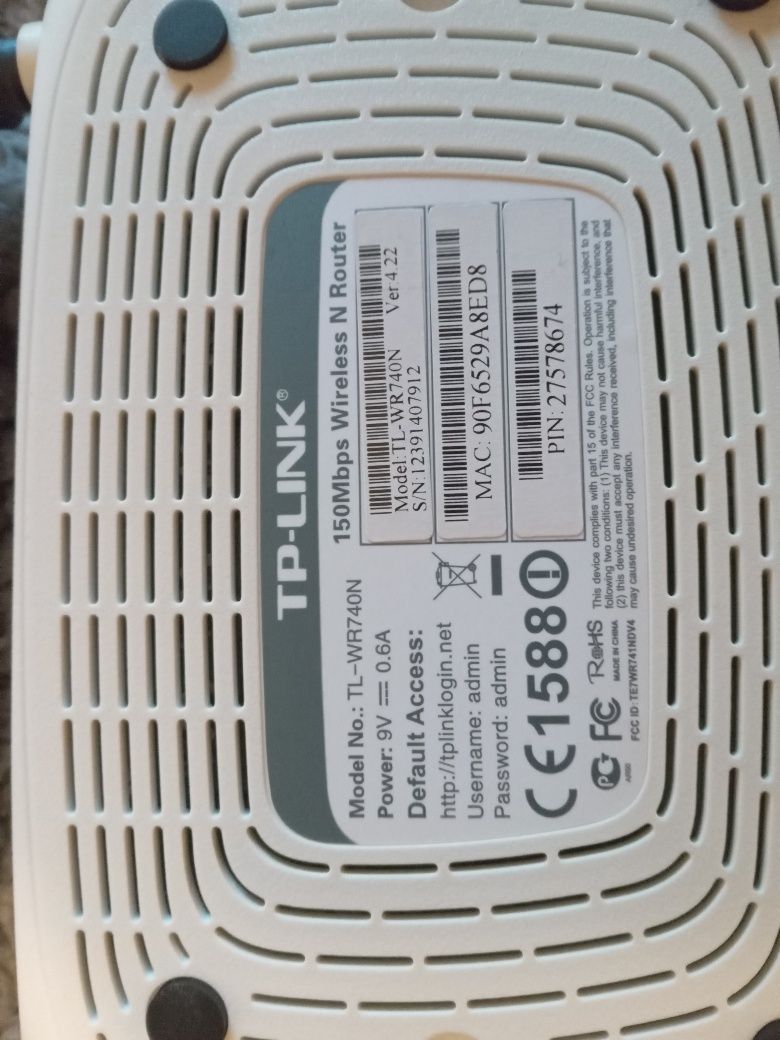 TP-LINK®
150Mbps Wireless N Router
Model No.: TL-WR740N
Power: 9V ⎓ 0.6A
Default Access:
http://tplinklogin.net
Username: admin
Password: admin
Model:TL-WR740N Ver:4.22
S/N:12391407912
MAC: 90F6529A8ED8
PIN: 27578674
CE1588
FC
RoHS
MADE IN CHINA
FCC ID: TE7WR741NDV4
This device complies with part 15 of the FCC Rules. Operation is subject to the
following two conditions: (1) This device may not cause harmful interference, and
(2) this device must accept any interference received, including interference that
may cause undesired operation.